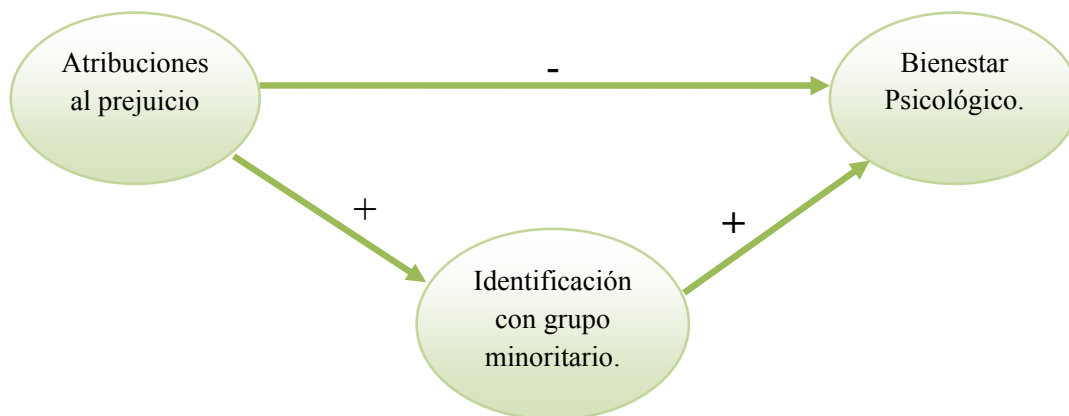 Atribuciones
al prejuicio
-
Bienestar
Psicológico.
+
+
Identificación
con grupo
minoritario.